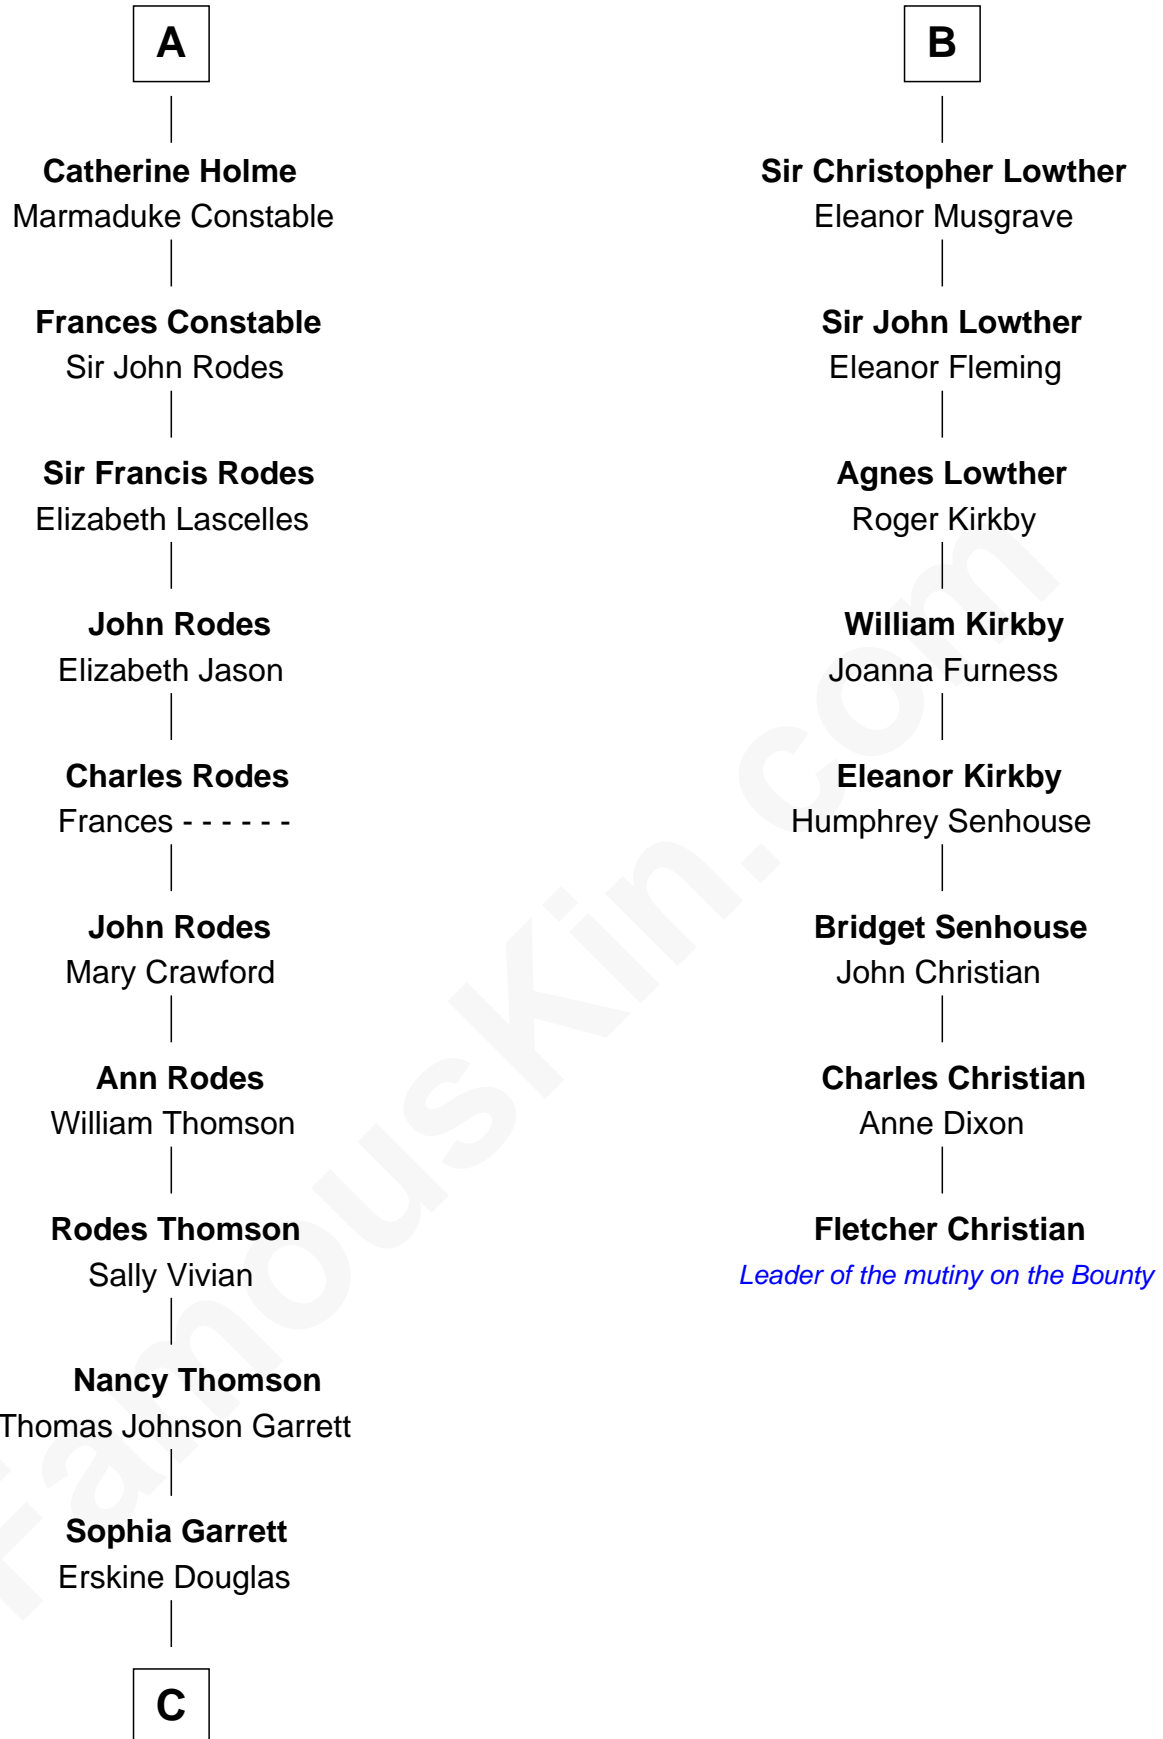 A
Catherine Holme
Marmaduke Constable
Frances Constable
Sir John Rodes
Sir Francis Rodes
Elizabeth Lascelles
John Rodes
Elizabeth Jason
Charles Rodes
Frances - - - - - -
John Rodes
Mary Crawford
Ann Rodes
William Thomson
Rodes Thomson
Sally Vivian
Nancy Thomson
Thomas Johnson Garrett
Sophia Garrett
Erskine Douglas
C
B
Sir Christopher Lowther
Eleanor Musgrave
Sir John Lowther
Eleanor Fleming
Agnes Lowther
Roger Kirkby
William Kirkby
Joanna Furness
Eleanor Kirkby
Humphrey Senhouse
Bridget Senhouse
John Christian
Charles Christian
Anne Dixon
Fletcher Christian
Leader of the mutiny on the Bounty
FamousKin.com